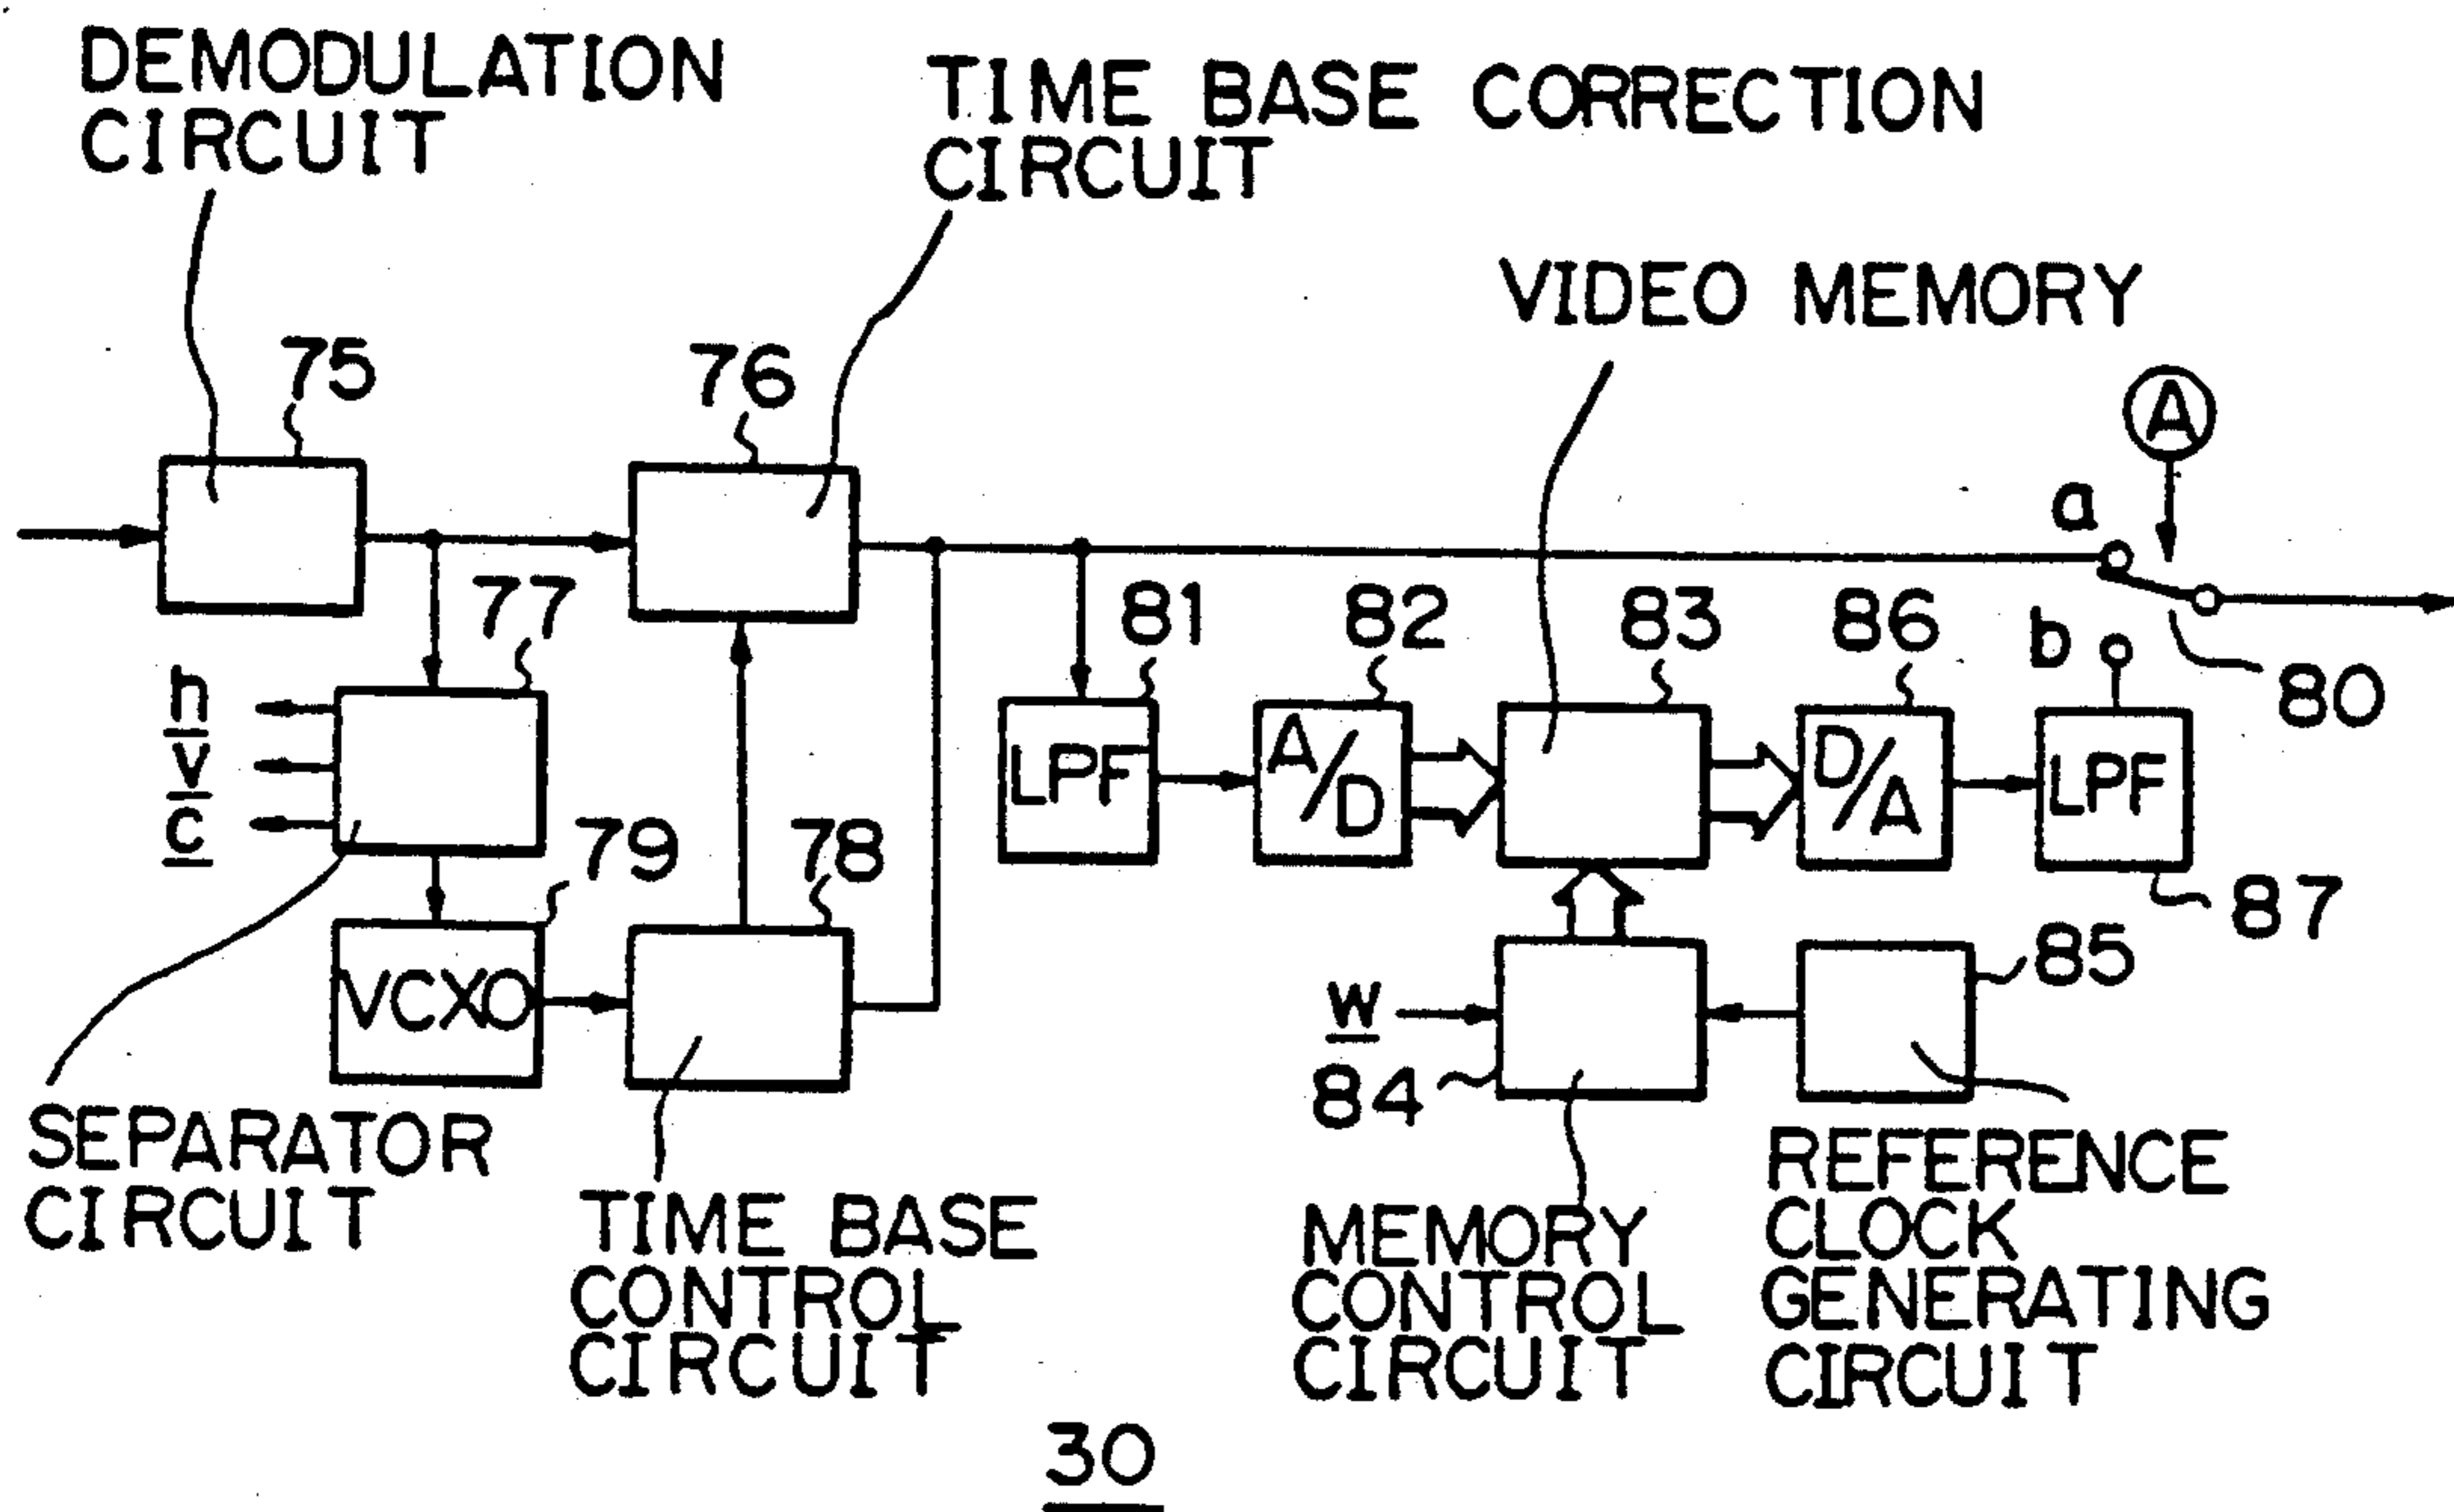 DEMODULATION
CIRCUIT
TIME BASE CORRECTION
CIRCUIT
VIDEO MEMORY
75
76
A
a
77
81
82
83
86
b
80
h
v
c
LPF
A/D
D/A
LPF
79
78
87
VCXO
85
w
84
SEPARATOR
CIRCUIT
TIME BASE
CONTROL
CIRCUIT
MEMORY
CONTROL
CIRCUIT
REFERENCE
CLOCK
GENERATING
CIRCUIT
30